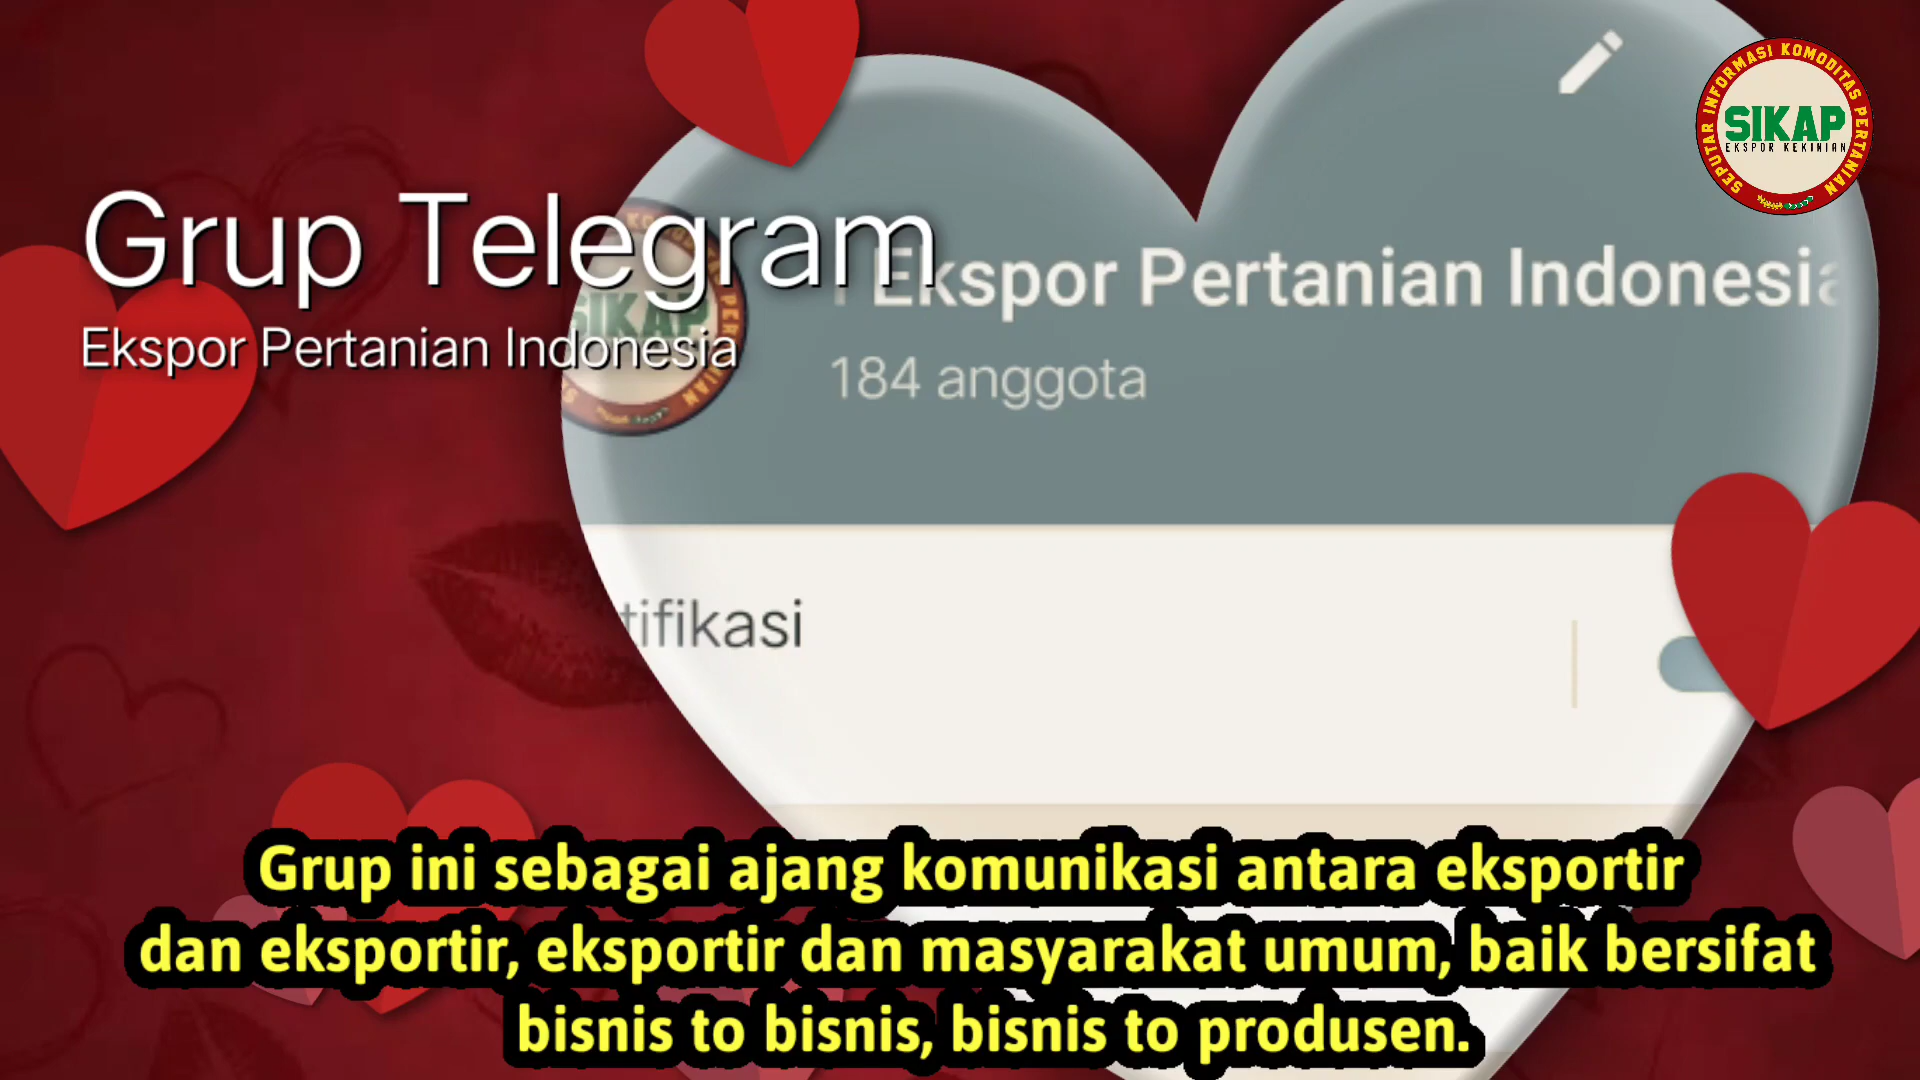 SEPUTAR INFORMASI KOMODITAS PERTANIAN
SIKAP
EKSPOR KEKINIAN
Grup Telegram
Ekspor Pertanian Indonesia
SIKAP
Ekspor Pertanian Indonesia
184 anggota
tifikasi
Grup ini sebagai ajang komunikasi antara eksportir
dan eksportir, eksportir dan masyarakat umum, baik bersifat
bisnis to bisnis, bisnis to produsen.